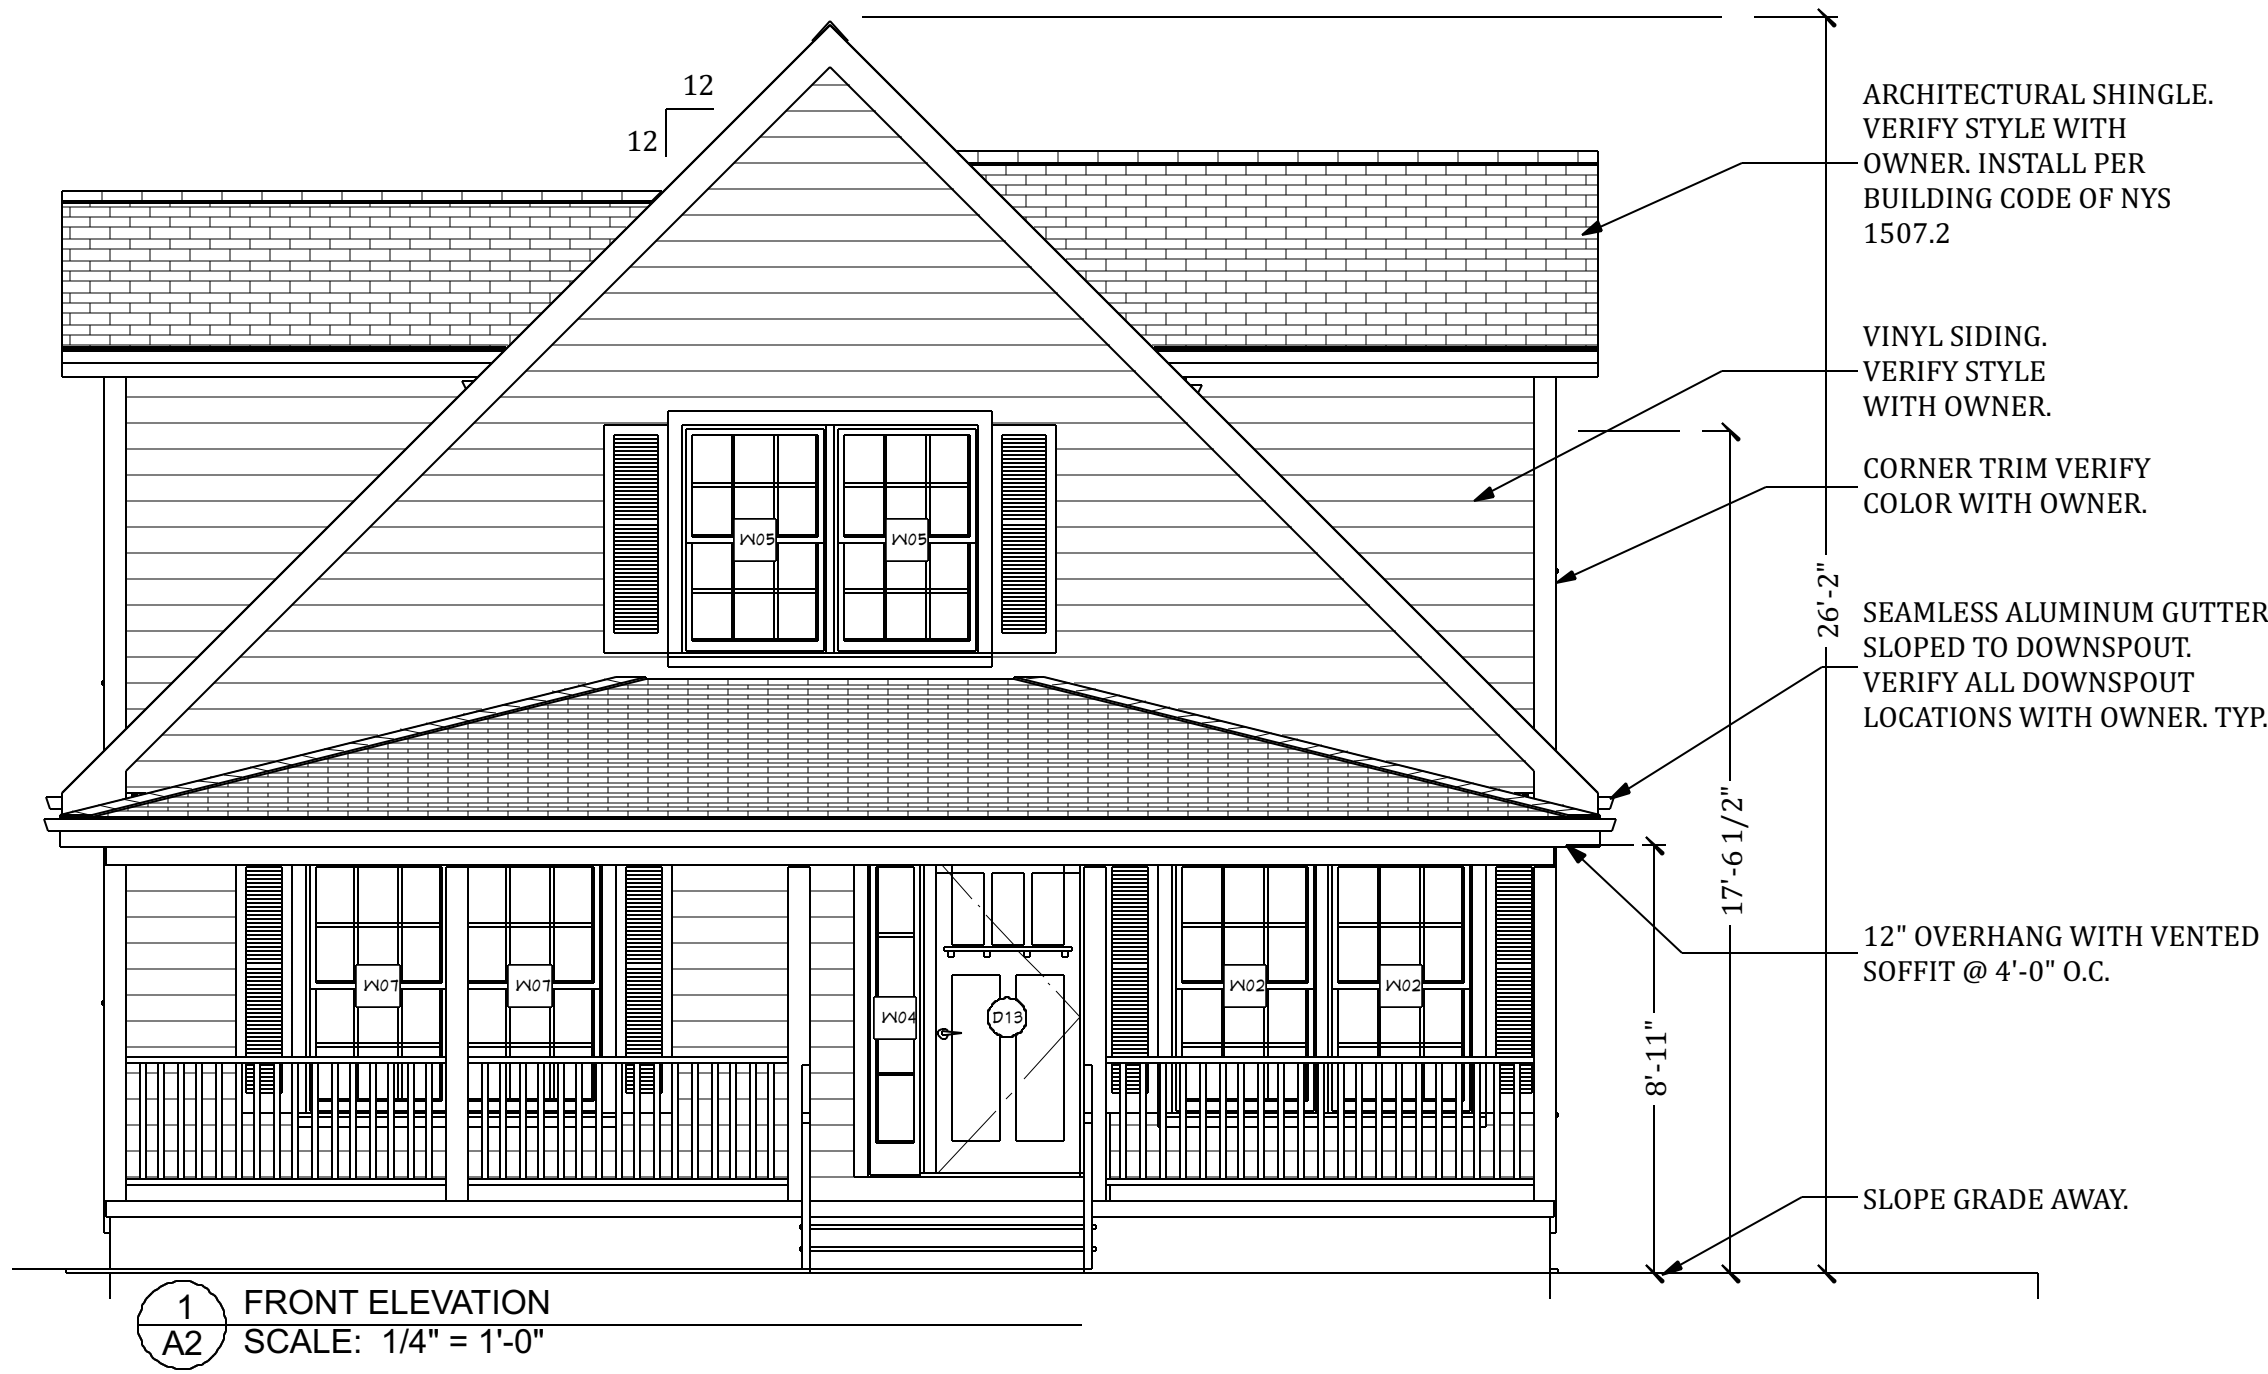 12
12
ARCHITECTURAL SHINGLE.
VERIFY STYLE WITH
OWNER. INSTALL PER
BUILDING CODE OF NYS
1507.2
VINYL SIDING.
VERIFY STYLE
WITH OWNER.
CORNER TRIM VERIFY
COLOR WITH OWNER.
SEAMLESS ALUMINUM GUTTER
SLOPED TO DOWNSPOUT.
VERIFY ALL DOWNSPOUT
LOCATIONS WITH OWNER. TYP.
12" OVERHANG WITH VENTED
SOFFIT @ 4'-0" O.C.
SLOPE GRADE AWAY.
26'-2"
17'-6 1/2"
8'-11"
W05
W05
W07
W07
W04
D13
W02
W02
1
A2
FRONT ELEVATION
SCALE: 1/4" = 1'-0"